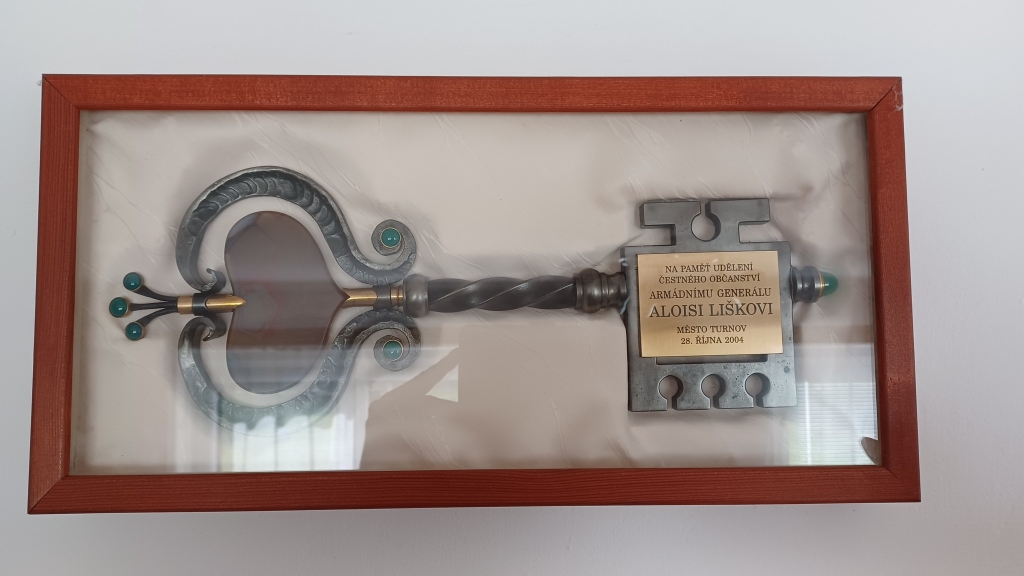 NA PAMĚŤ UDĚLENÍ
ČESTNÉHO OBČANSTVÍ
ARMÁDNÍMU GENERÁLU
ALOISI LIŠKOVI
MĚSTO TURNOV
28. ŘÍJNA 2004